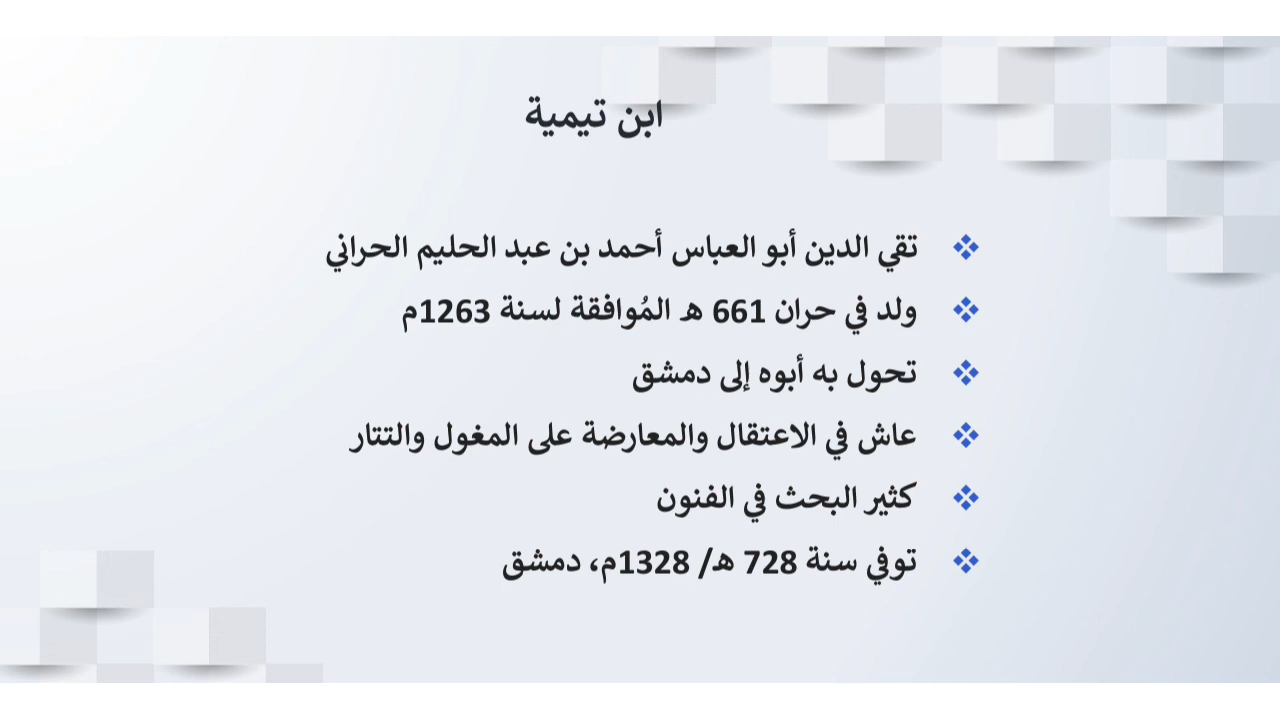 ابن تيمية
تقي الدين أبو العباس أحمد بن عبد الحليم الحراني
ولد في حران 661 هـ المُوافقة لسنة 1263م
تحول به أبوه إلى دمشق
عاش في الاعتقال والمعارضة على المغول والتتار
كثير البحث في الفنون
توفي سنة 728 هـ/ 1328م، دمشق